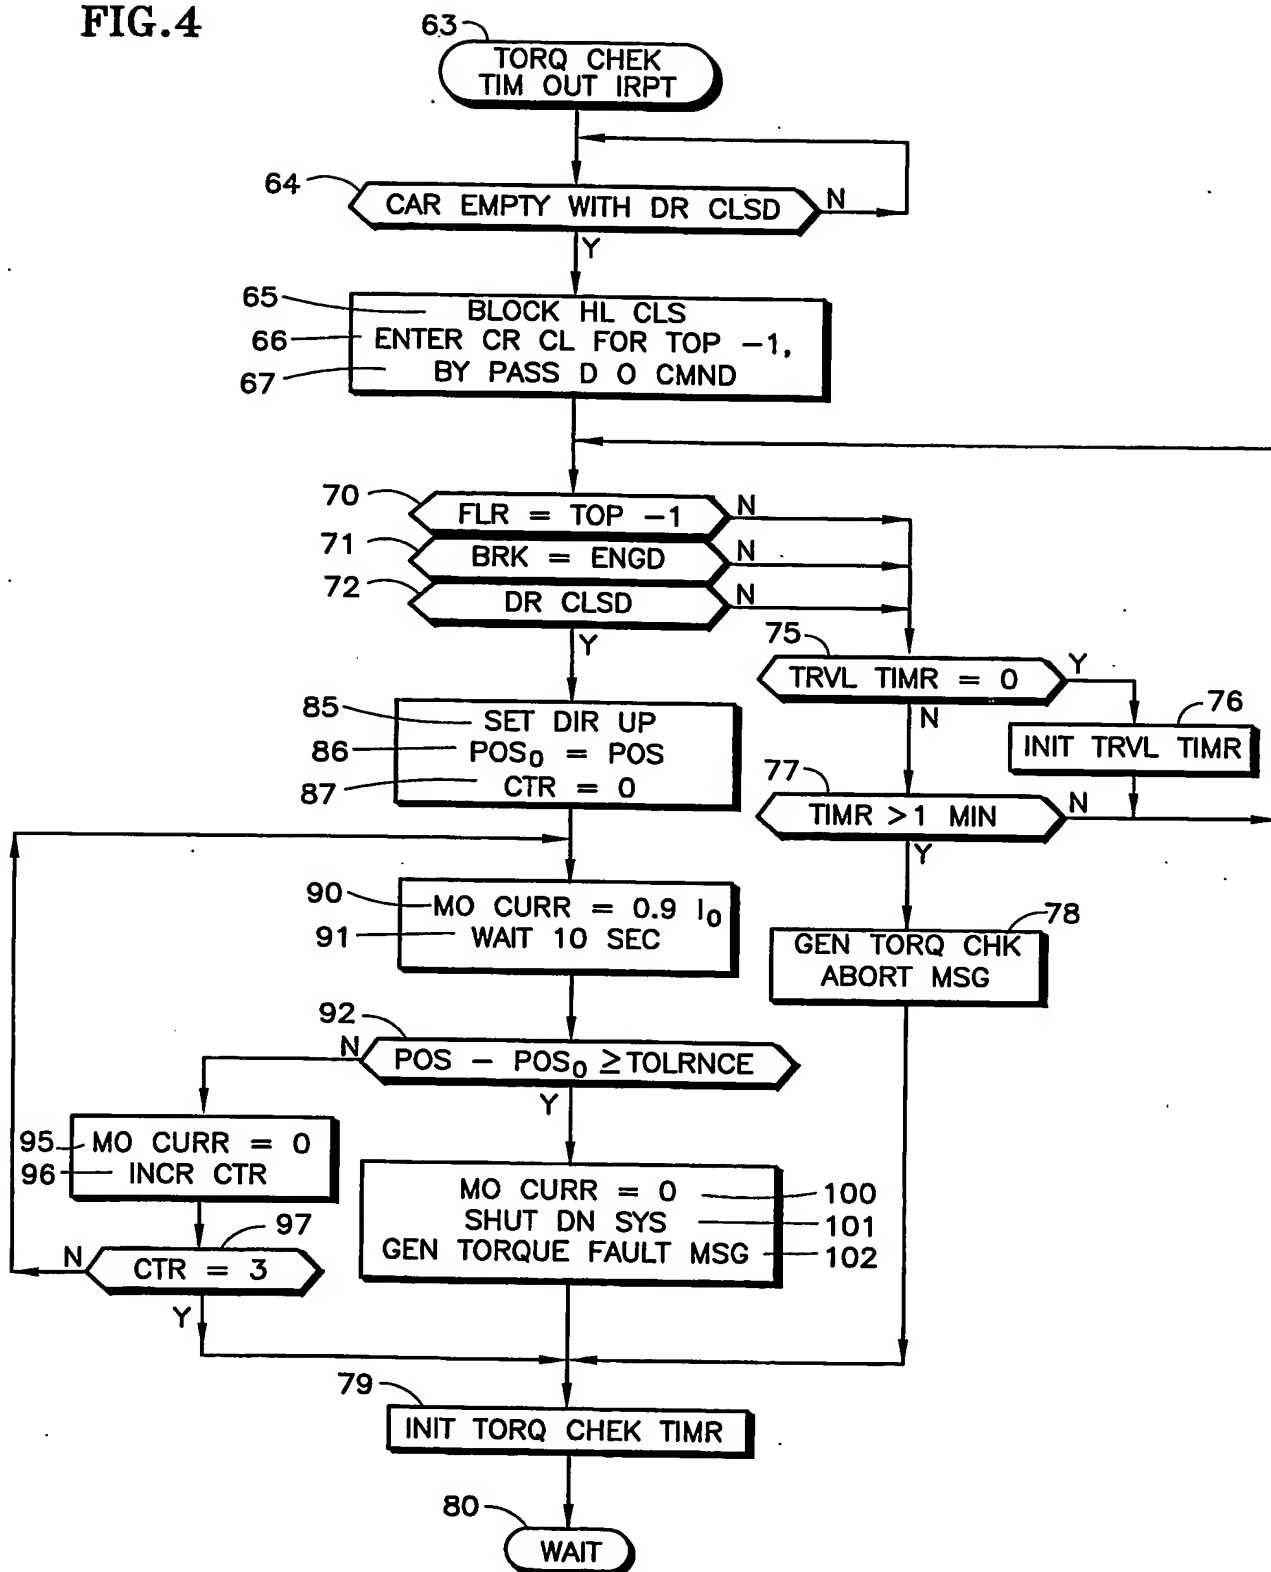 FIG.4
63
TORQ CHEK
TIM OUT IRPT
64
CAR EMPTY WITH DR CLSD
N
Y
65
BLOCK HL CLS
66
ENTER CR CL FOR TOP -1,
67
BY PASS D O CMND
70
FLR = TOP -1
N
71
BRK = ENGD
N
72
DR CLSD
N
Y
75
TRVL TIMR = 0
Y
N
76
INIT TRVL TIMR
77
TIMR >1 MIN
N
Y
78
GEN TORQ CHK
ABORT MSG
85
SET DIR UP
86
POS₀ = POS
87
CTR = 0
90
MO CURR = 0.9 I₀
91
WAIT 10 SEC
92
N
POS - POS₀ ≥TOLRNCE
Y
95
MO CURR = 0
96
INCR CTR
97
N
CTR = 3
Y
MO CURR = 0
100
SHUT DN SYS
101
GEN TORQUE FAULT MSG
102
79
INIT TORQ CHEK TIMR
80
WAIT